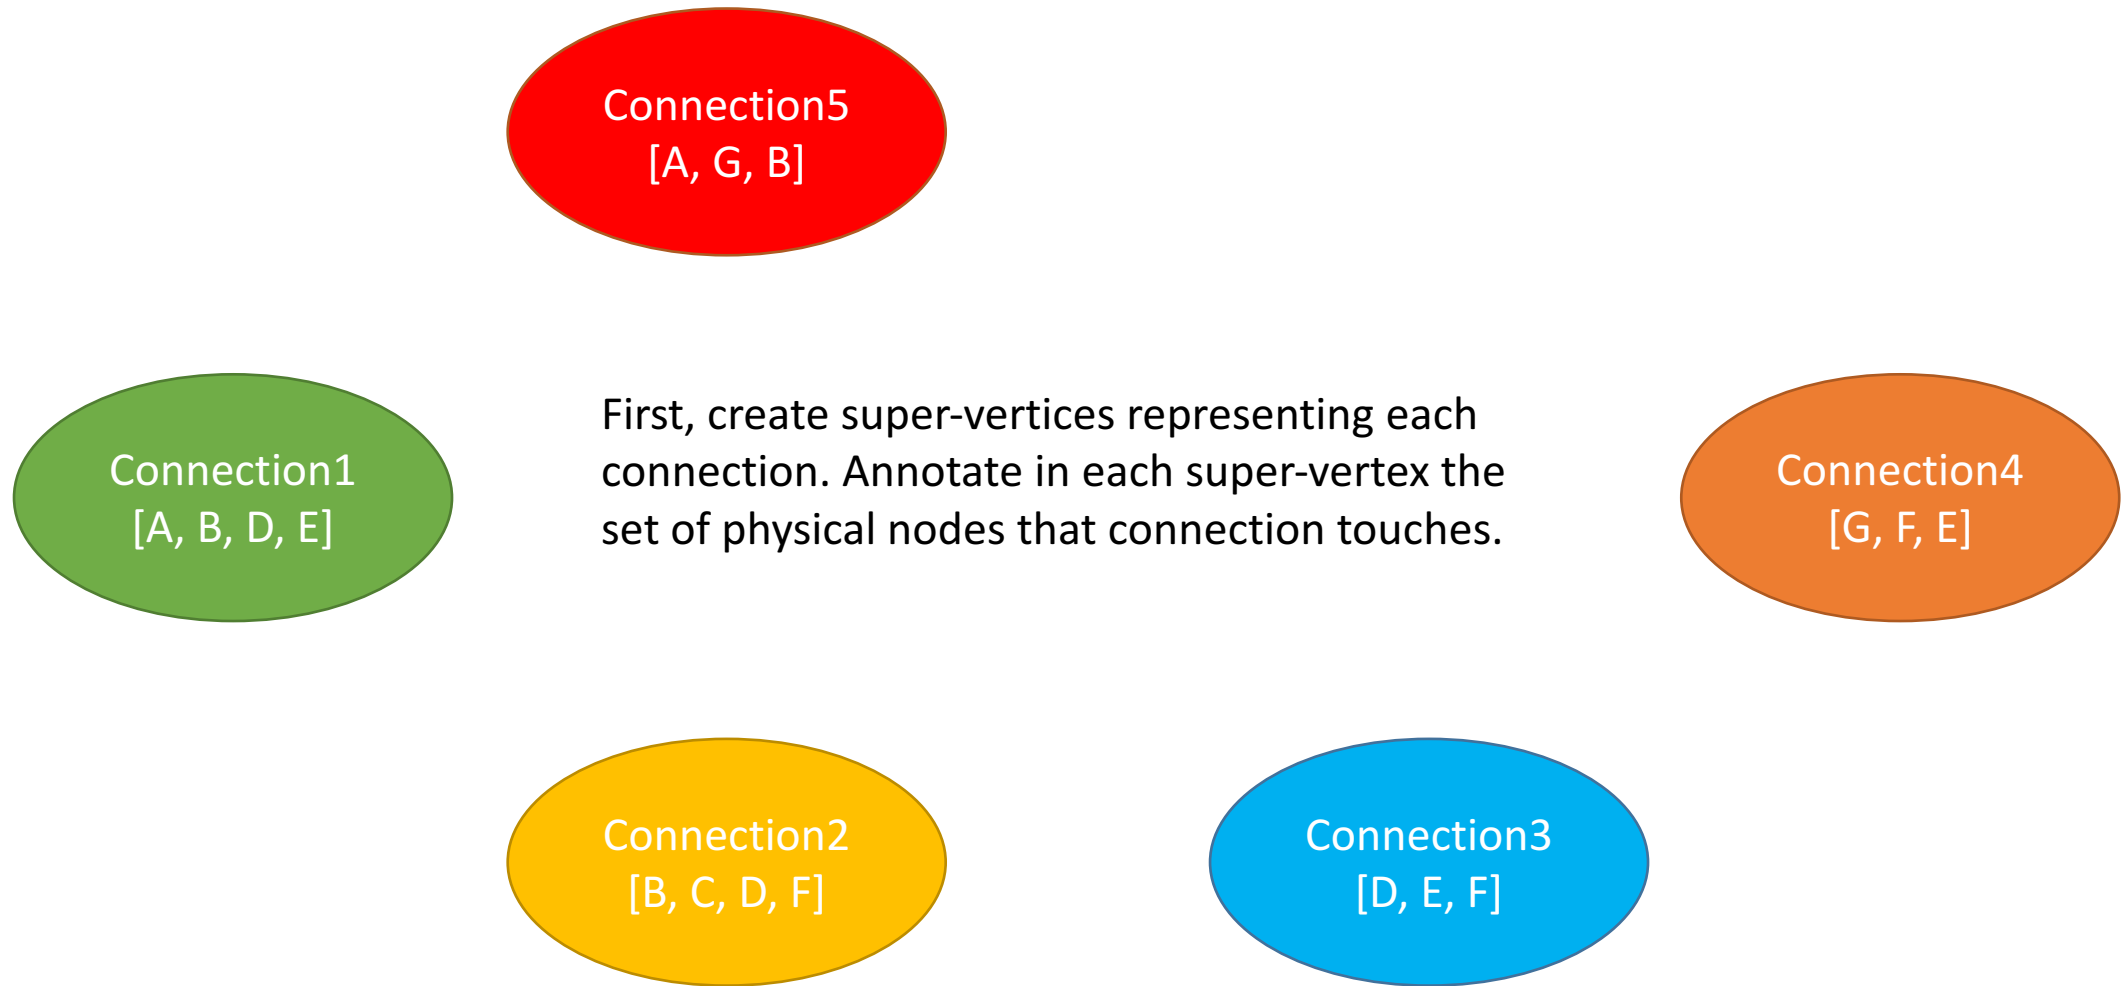 Connection5
[A, G, B]
Connection1
[A, B, D, E]
First, create super-vertices representing each
connection. Annotate in each super-vertex the
set of physical nodes that connection touches.
Connection4
[G, F, E]
Connection2
[B, C, D, F]
Connection3
[D, E, F]